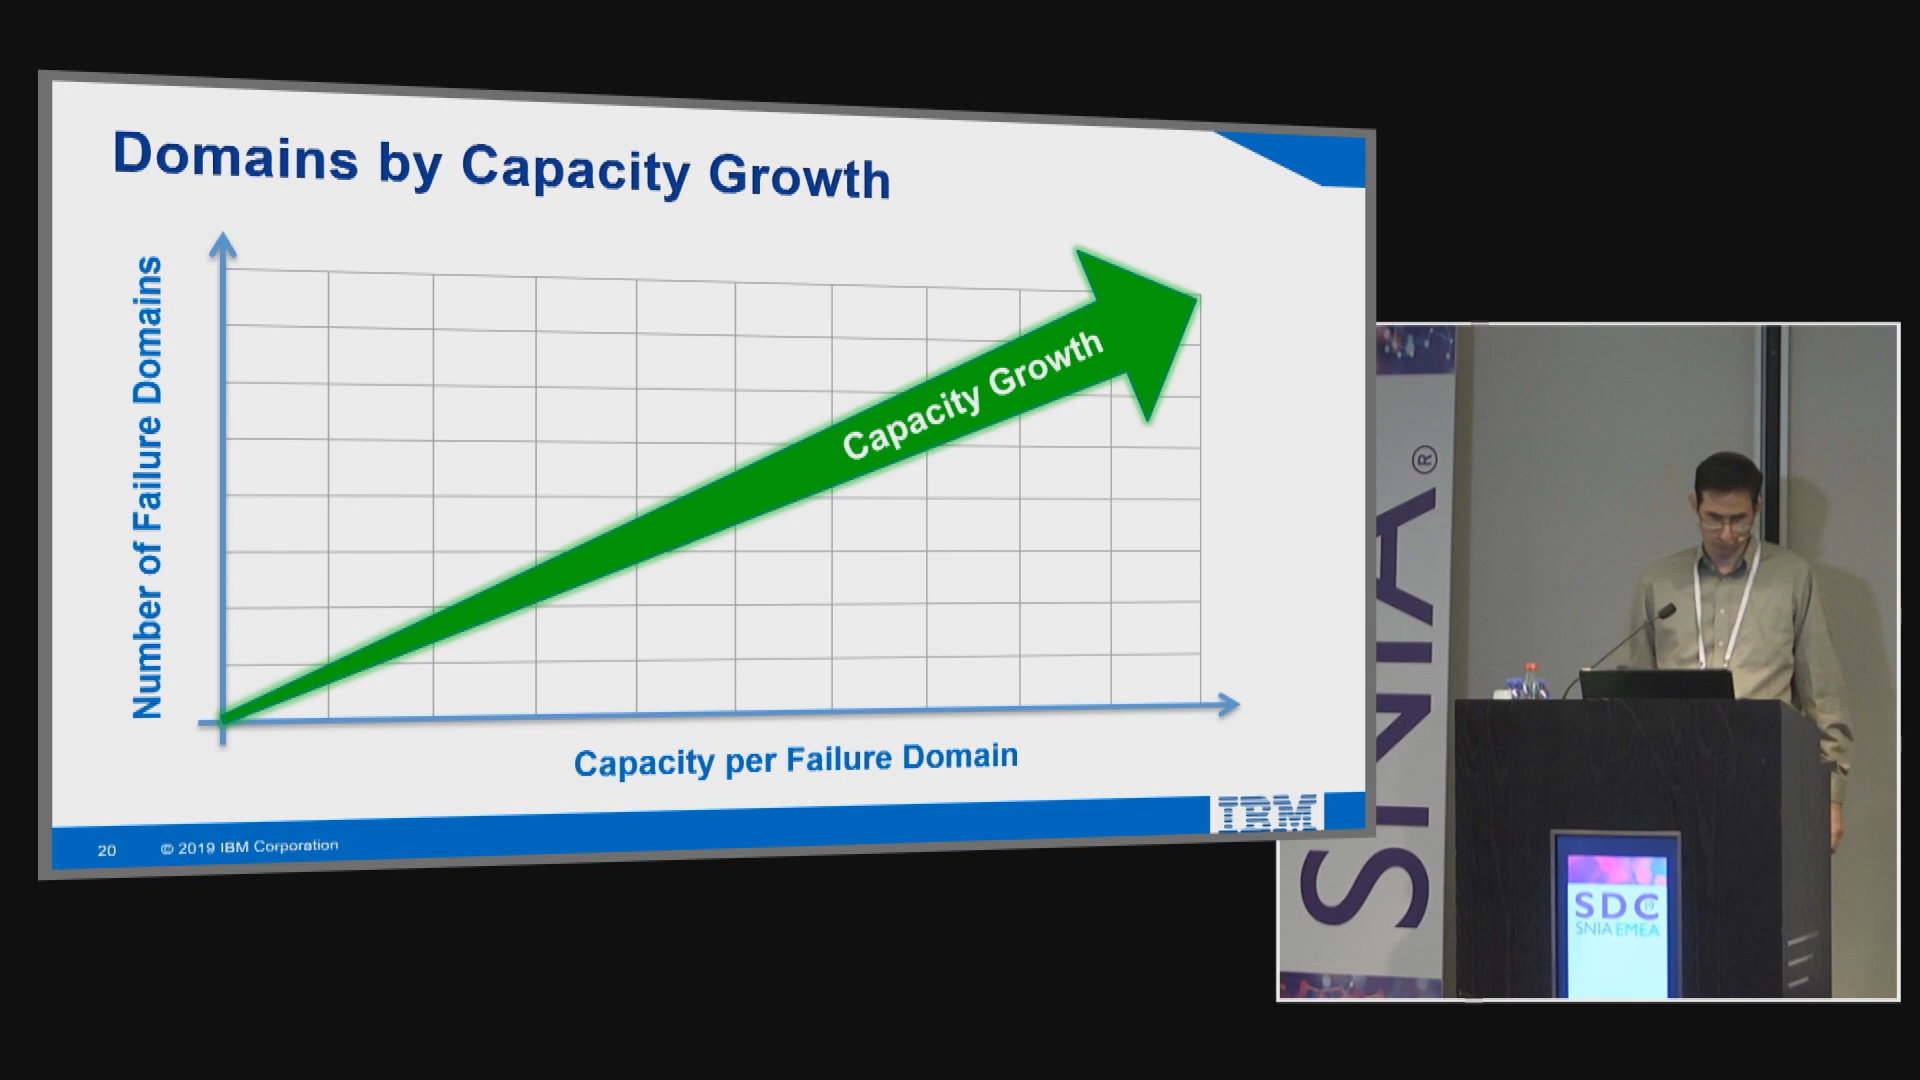 Domains by Capacity Growth
Number of Failure Domains
Capacity Growth
Capacity per Failure Domain
20
© 2019 IBM Corporation
IBM
SNIA®
SDC
19
SNIA EMEA